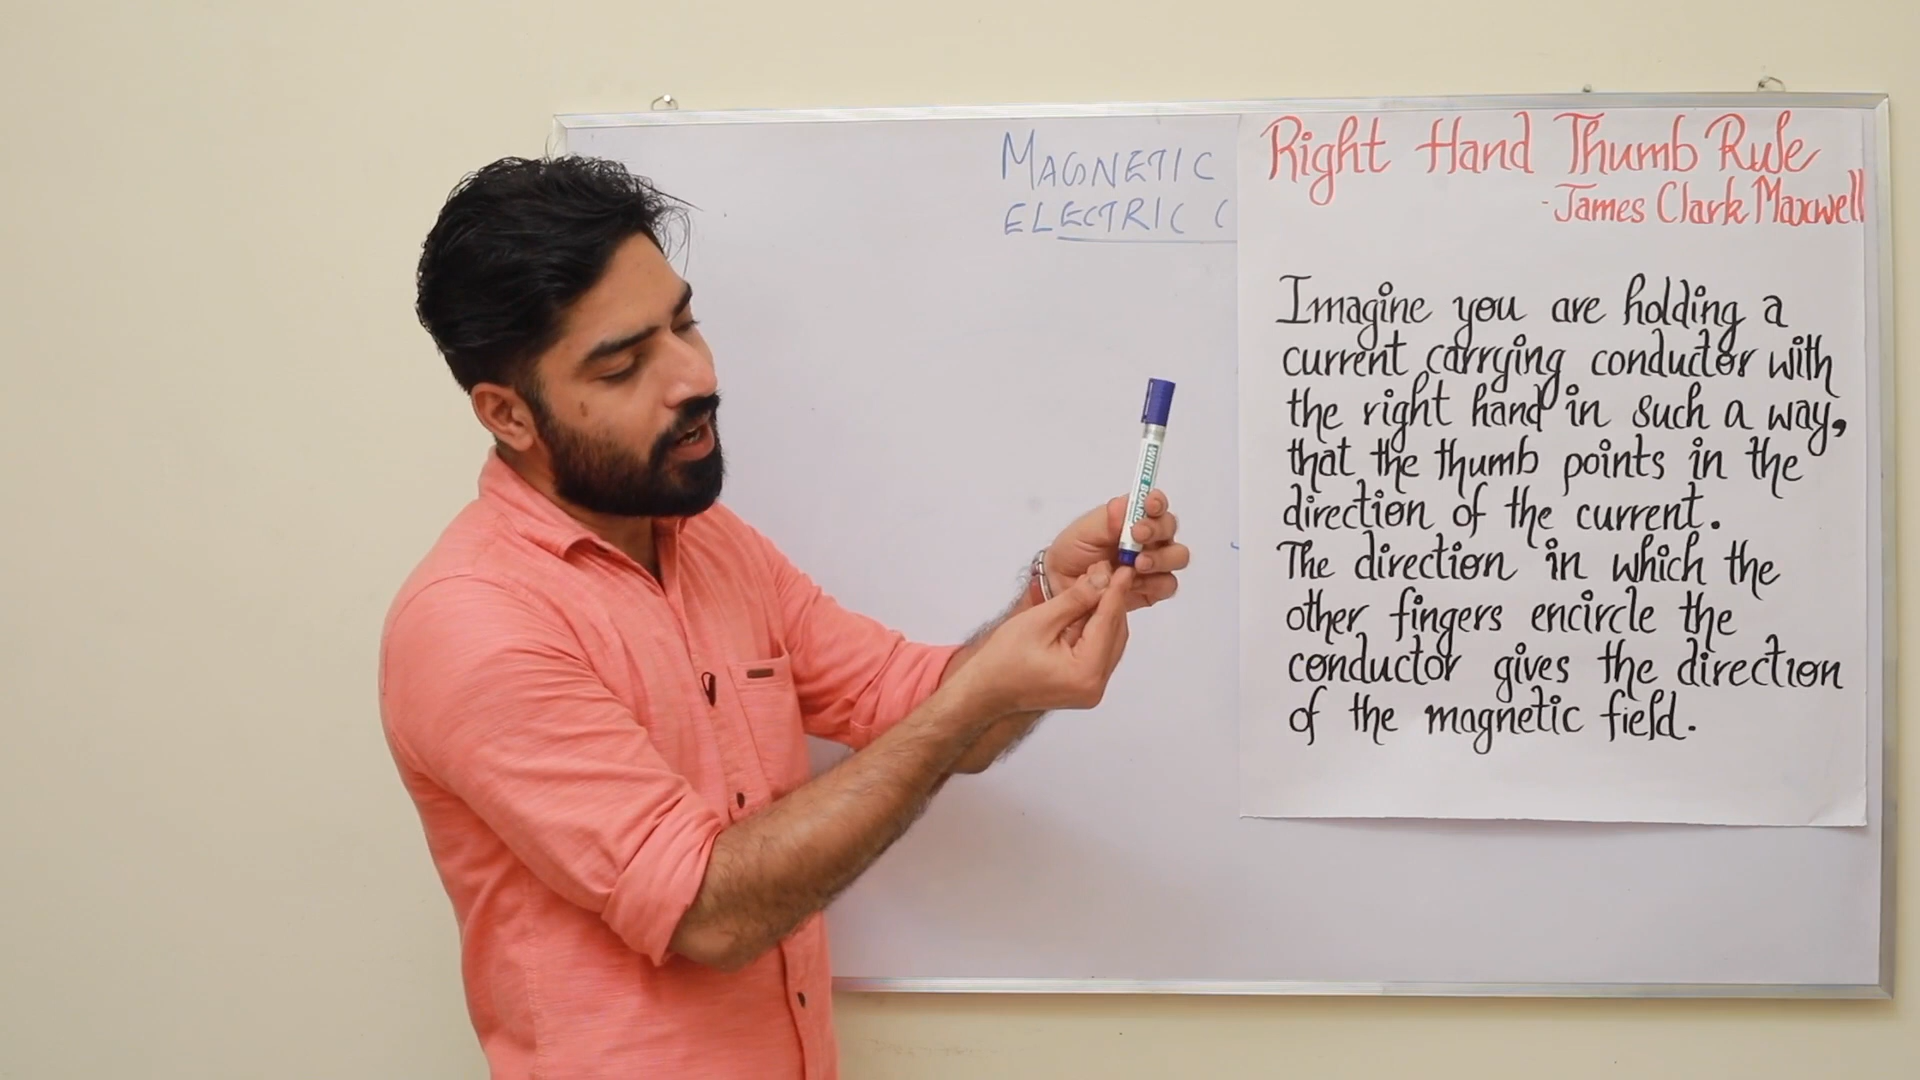 MAGNETIC
ELECTRIC C
Right Hand Thumb Rule
-James Clark Maxwell
Imagine you are holding a
current carrying conductor with
the right hand in such a way,
that the thumb points in the
direction of the current.
The direction in which the
other fingers encircle the
conductor gives the direction
of the magnetic field.
WHITE BOARD